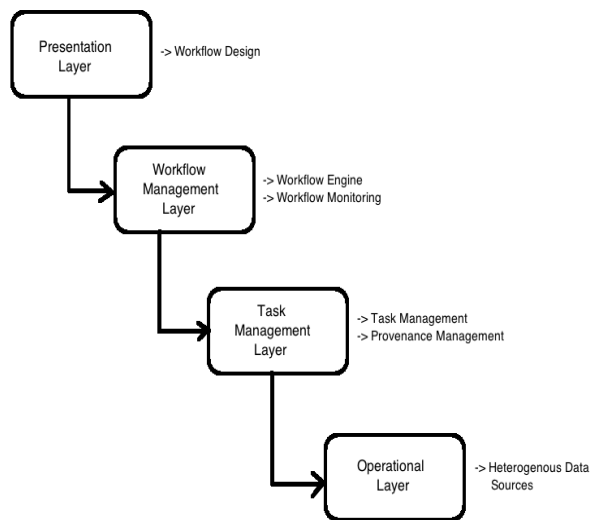 Presentation
Layer
-> Workflow Design
Workflow
Management
Layer
-> Workflow Engine
-> Workflow Monitoring
Task
Management
Layer
-> Task Management
-> Provenance Management
Operational
Layer
-> Heterogenous Data
Sources